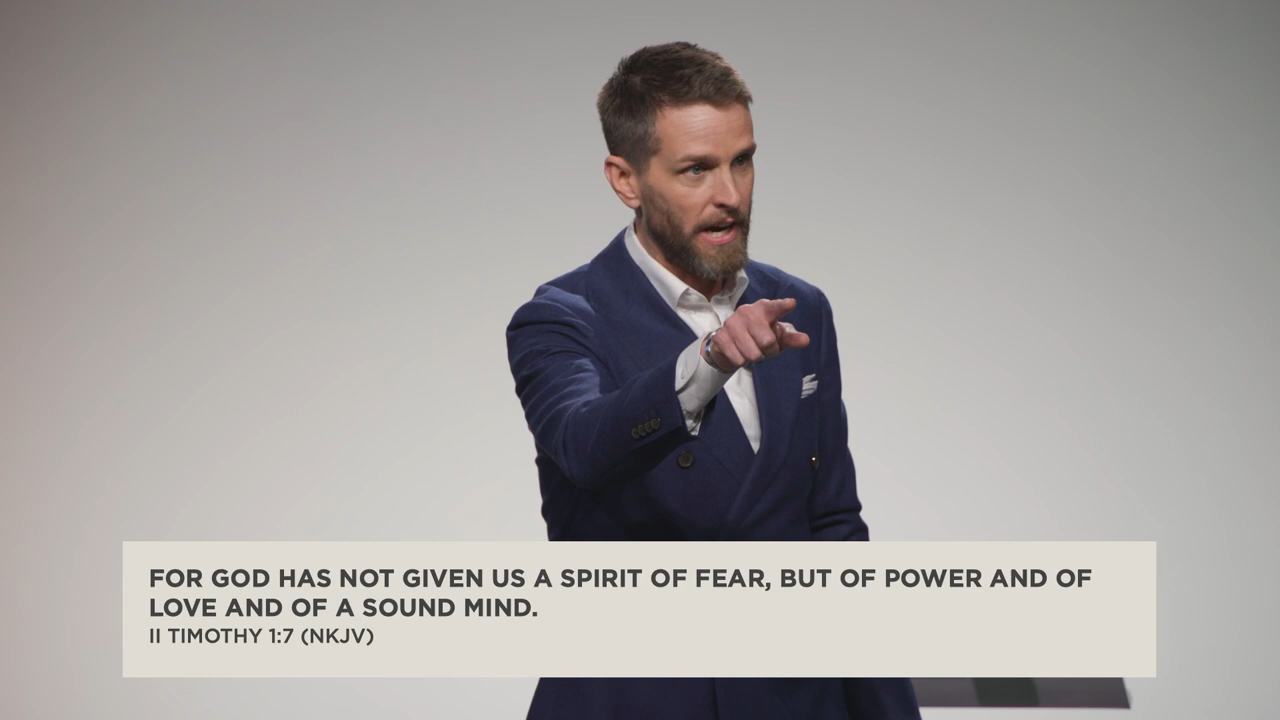 FOR GOD HAS NOT GIVEN US A SPIRIT OF FEAR, BUT OF POWER AND OF
LOVE AND OF A SOUND MIND.
II TIMOTHY 1:7 (NKJV)